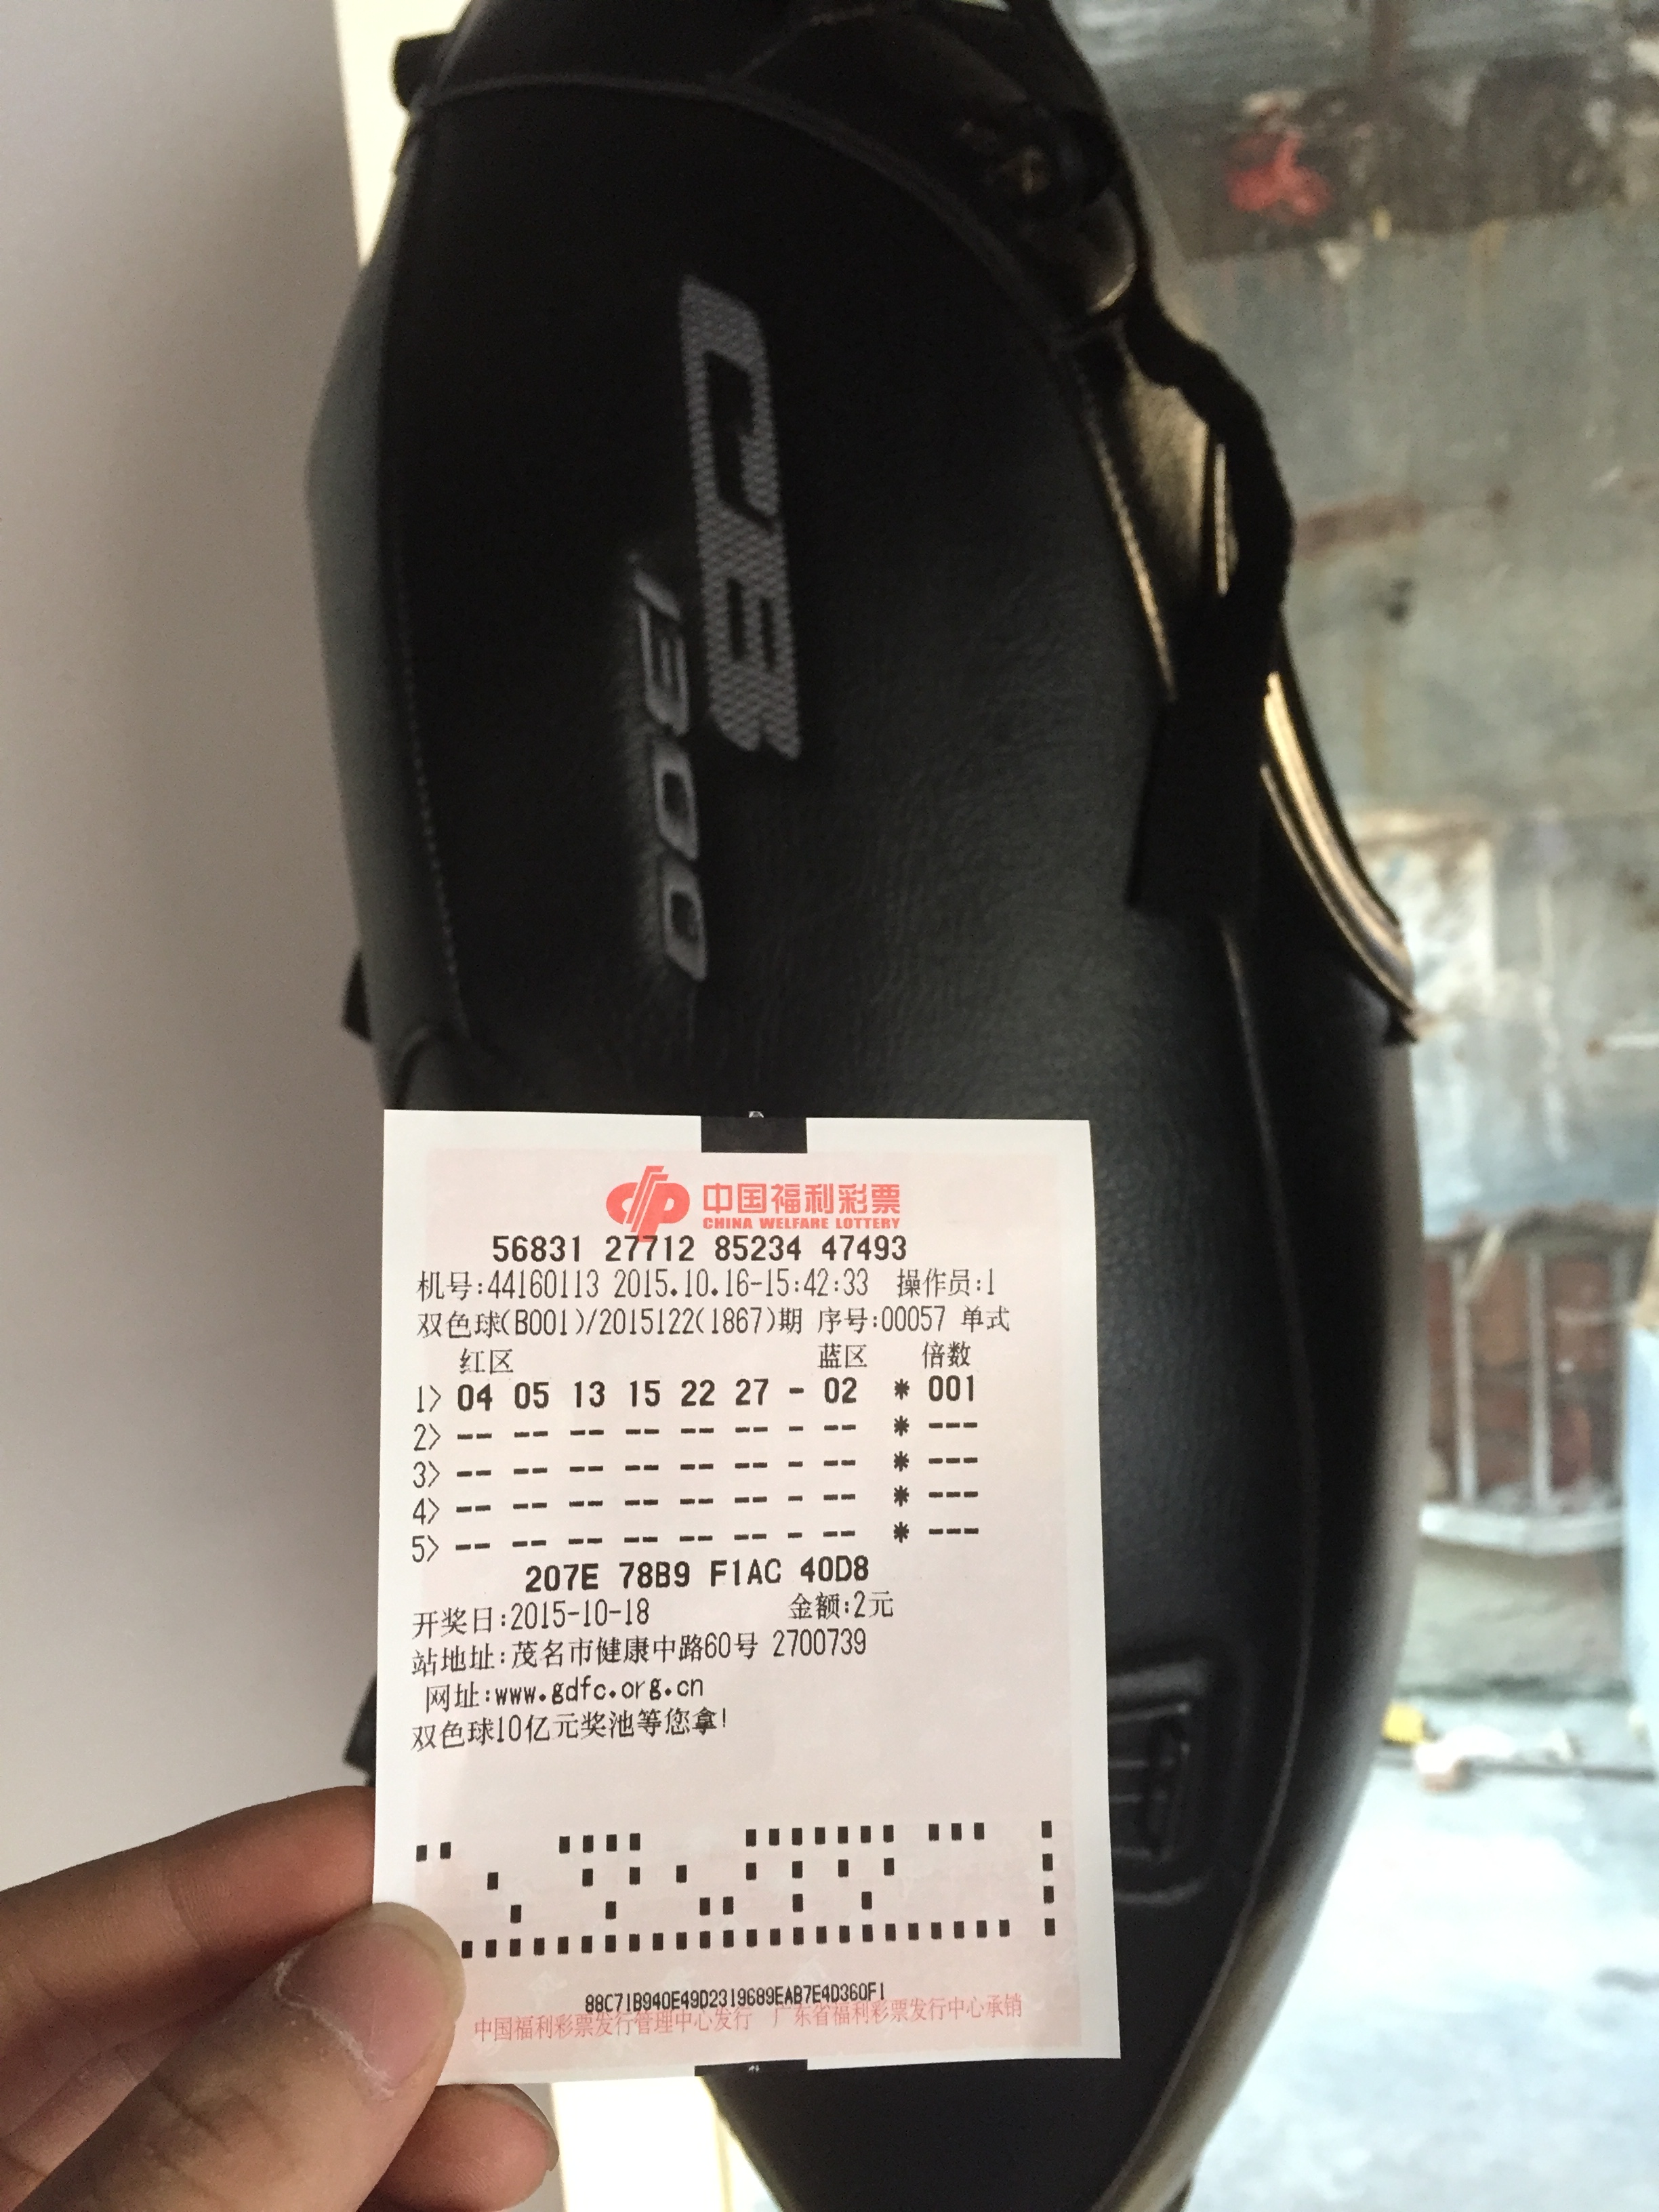 CB
1300
中国福利彩票
CHINA WELFARE LOTTERY
56831 27712 85234 47493
机号:44160113 2015.10.16-15:42:33 操作员:1
双色球(B001)/2015122(1867)期 序号:00057 单式
红区 蓝区 倍数
1> 04 05 13 15 22 27 - 02 * 001
2> -- -- -- -- -- -- - -- * ---
3> -- -- -- -- -- -- - -- * ---
4> -- -- -- -- -- -- - -- * ---
5> -- -- -- -- -- -- - -- * ---
207E 78B9 F1AC 40D8
开奖日:2015-10-18 金额:2元
站地址:茂名市健康中路60号 2700739
网址:www.gdfc.org.cn
双色球10亿元奖池等您拿!
88C71B940E49D2319689EAB7E4D360F1
中国福利彩票发行管理中心发行 广东省福利彩票发行中心承销